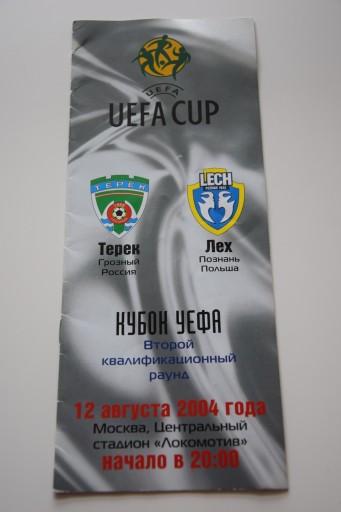 UEFA
UEFA CUP
ТЕРЕК
LECH
POZNAŃ 1922
Терек
Грозный
Россия
Лех
Познань
Польша
КУБОК УЕФА
Второй
квалификационный
раунд
12 августа 2004 года
Москва, Центральный
стадион «Локомотив»
начало в 20:00